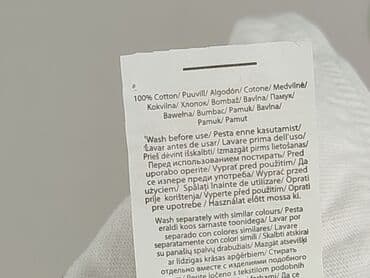 100% Cotton/ Puuvill/ Algodón/ Cotone/ Medvilnė/
Kokvilna/ Хлопок/ Bombaž/ Bavlna/ Памук/
Bawełna/ Bumbac/ Pamuk/ Bavlna/
Pamuk/ Pamut
Wash before use/ Pesta enne kasutamist/
Lavar antes de usar/ Lavare prima dell'uso/
Prieš dėvint išskalbti/ Izmazgāt pirms lietošanas/
Перед использованием постирать/ Pred
uporabo operite/ Vyprať pred použitím/ Да
се изпере преди употреба/ Wyprać przed
użyciem/ Spălați înainte de utilizare/ Oprati
prije korištenja/ Vyperte před použitím/ Oprati
pre upotrebe / Használat előtt mossa ki.
Wash separately with similar colours/ Pesta
eraldi sarnaste toonidega/ Lavar por
separado con colores similares/ Lavare
separatamente con colori simili / Skalbti atskirai
su panašių spalvų drabužiais/ Mazgāt atsevišķi
ar līdzīgas krāsas apģērbiem/ Стирать
отдельно вместе с изделиями подобного
ločeno s tekstilom podobnih